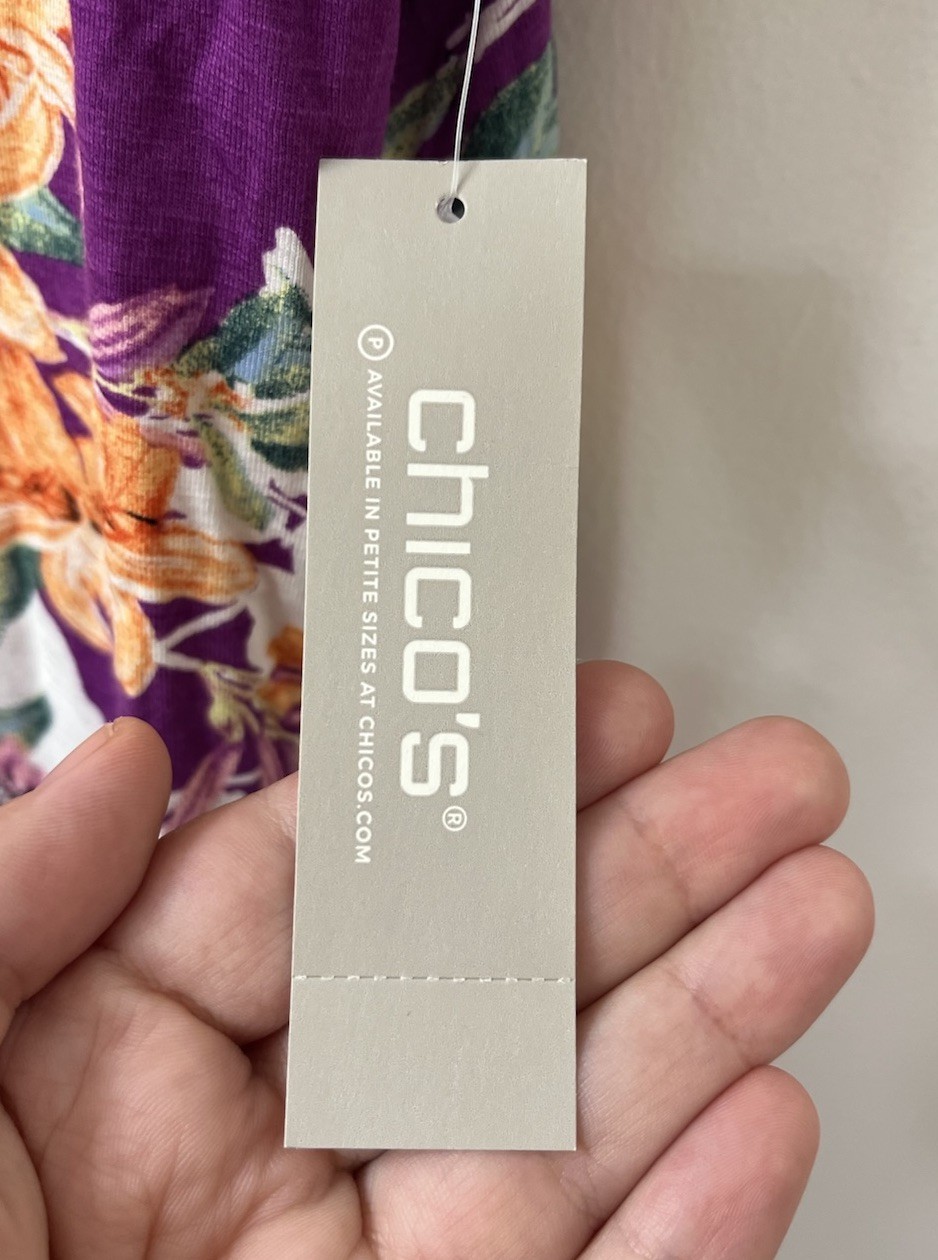 chico's®
Ⓟ AVAILABLE IN PETITE SIZES AT CHICOS.COM